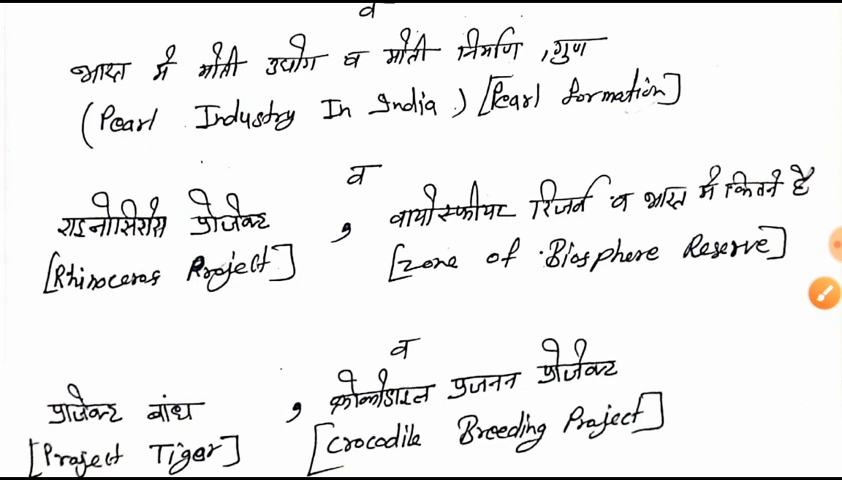 व
भारत में मोती उद्योग व मोती निर्माण, गुण
(Pearl Industry In India) [Pearl formation]
व
राइनोसिरोस प्रोजेक्ट , बायोस्फीयर रिजर्व व भारत में कितने है
[Rhinoceros Project] [zone of Biosphere Reserve]
व
प्रोजेक्ट बाघ , क्रोकोडाइल प्रजनन प्रोजेक्ट
[Project Tiger] [Crocodile Breeding Project]